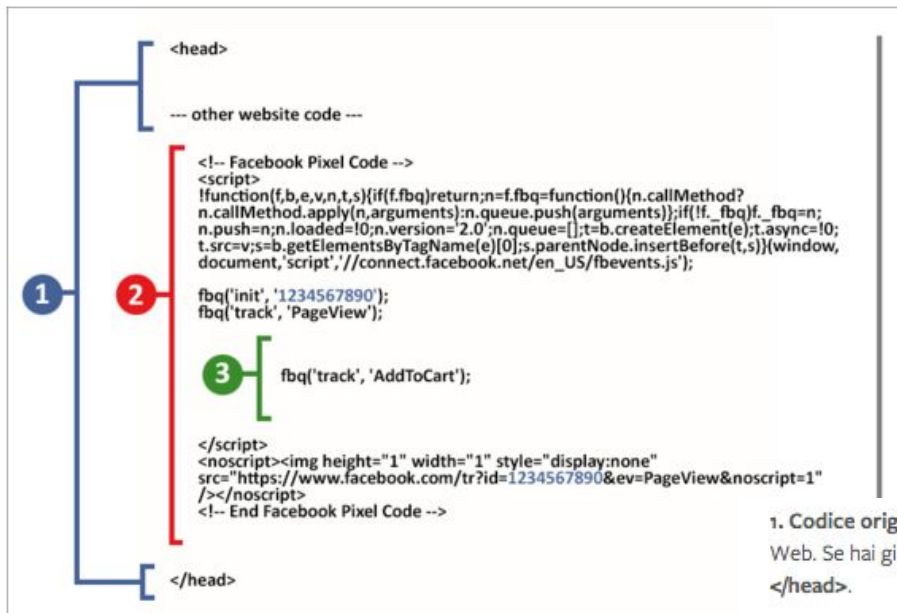 <head>
--- other website code ---
<!-- Facebook Pixel Code -->
<script>
!function(f,b,e,v,n,t,s){if(f.fbq)return;n=f.fbq=function(){n.callMethod?
n.callMethod.apply(n,arguments):n.queue.push(arguments)};if(!f._fbq)f._fbq=n;
n.push=n;n.loaded=!0;n.version='2.0';n.queue=[];t=b.createElement(e);t.async=!0;
t.src=v;s=b.getElementsByTagName(e)[0];s.parentNode.insertBefore(t,s)}(window,
document,'script','//connect.facebook.net/en_US/fbevents.js');
1
2
fbq('init', '1234567890');
fbq('track', 'PageView');
3
fbq('track', 'AddToCart');
</script>
<noscript><img height="1" width="1" style="display:none"
src="https://www.facebook.com/tr?id=1234567890&ev=PageView&noscript=1"
/></noscript>
<!-- End Facebook Pixel Code -->
</head>
1. Codice orig
Web. Se hai gi
</head>.